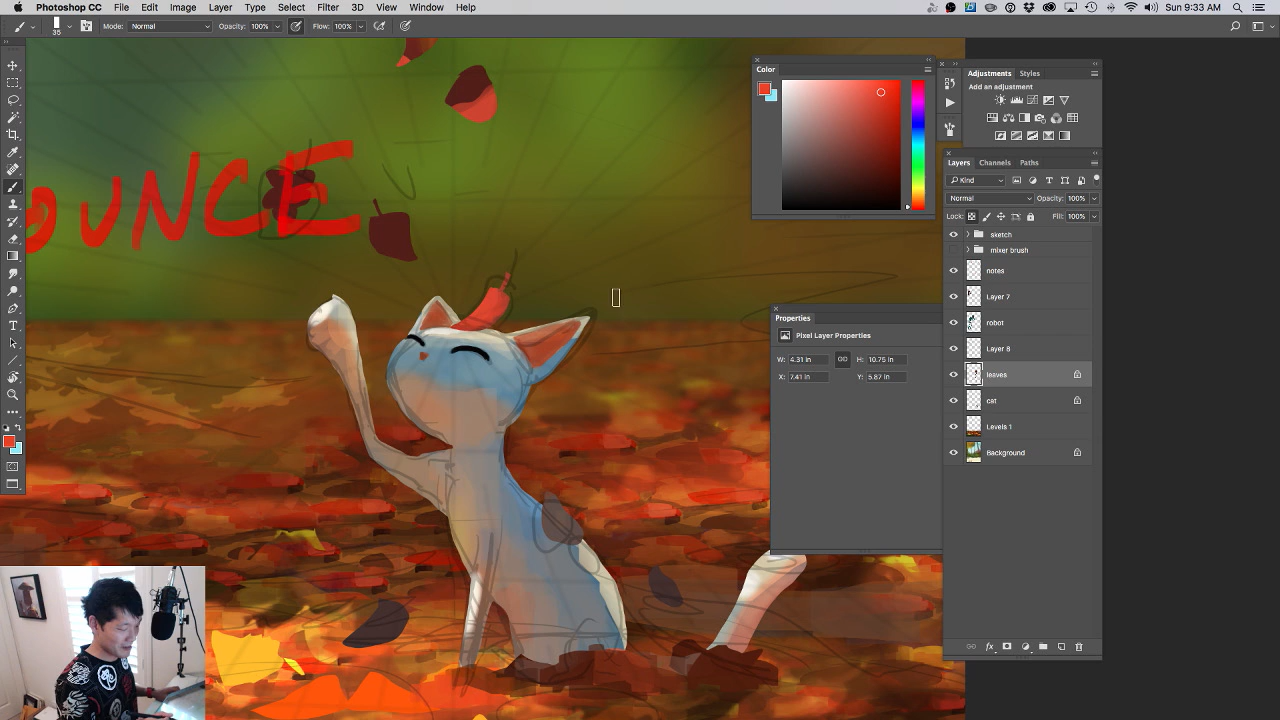 Photoshop CC File Edit Image Layer Type Select Filter 3D View Window Help Sun 9:33 AM
35 Mode: Normal Opacity: 100% Flow: 100%
OUNCE
Color
Adjustments Styles
Add an adjustment
Layers Channels Paths
Kind
Normal Opacity: 100%
Lock: Fill: 100%
sketch
mixer brush
notes
Layer 7
robot
Layer 8
leaves
cat
Levels 1
Background
Properties
Pixel Layer Properties
W: 4.31 in H: 10.75 in
X: 7.41 in Y: 5.87 in
fx